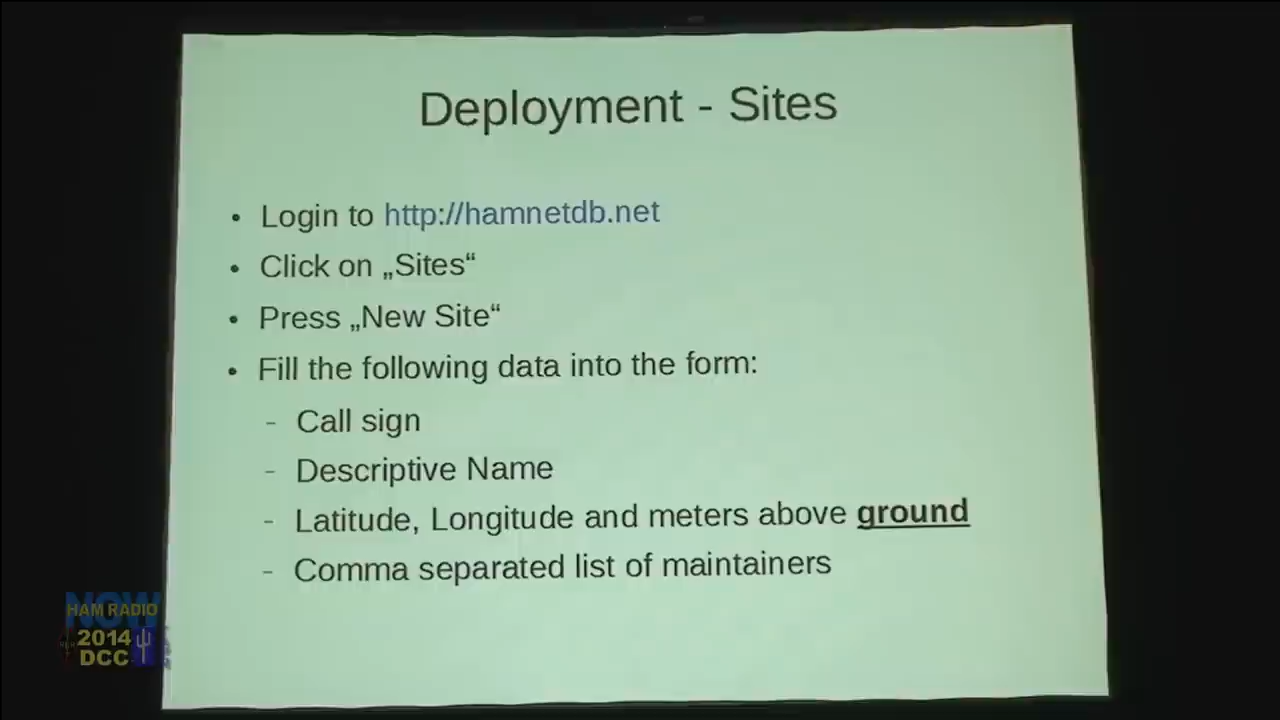 Deployment - Sites
• Login to http://hamnetdb.net
• Click on „Sites“
• Press „New Site“
• Fill the following data into the form:
- Call sign
- Descriptive Name
- Latitude, Longitude and meters above ground
- Comma separated list of maintainers
NOW
HAM RADIO
2014
DCC